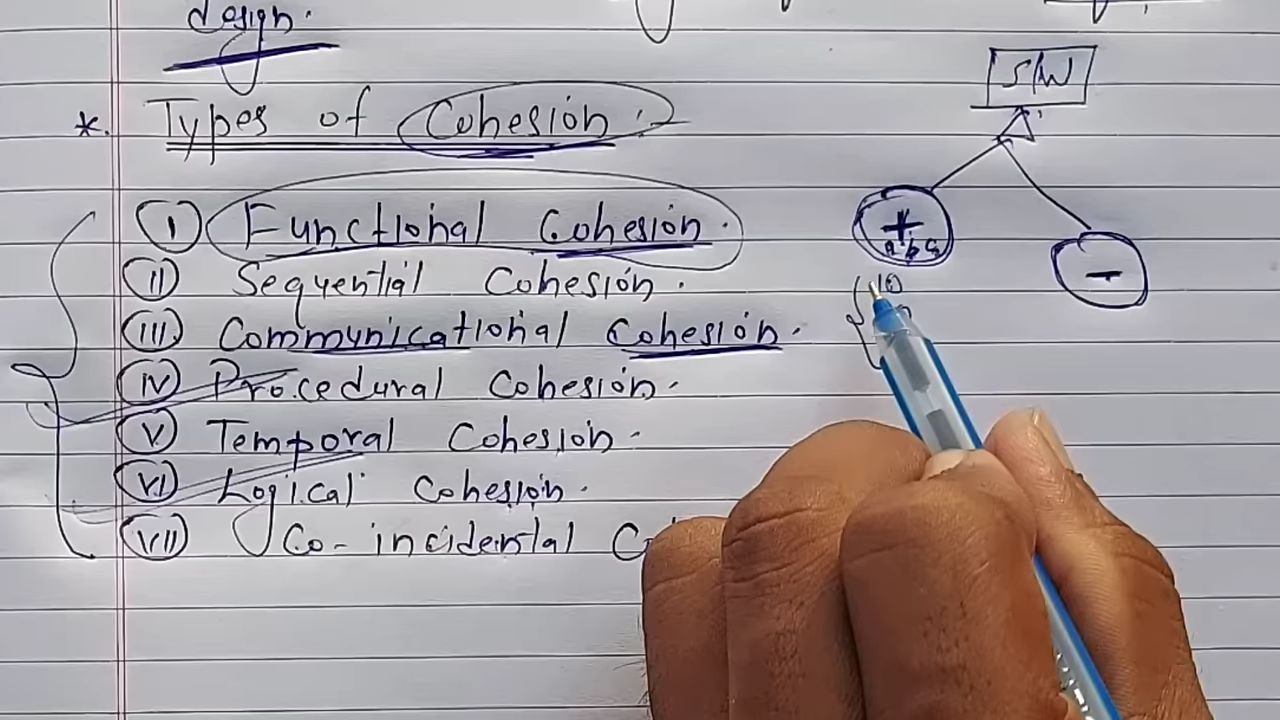 design.
S/W
*. Types of Cohesion :-
I Functional Cohesion.
+
a, b, c,
II Sequential Cohesion.
-
10
III. Communicational Cohesion.
IV Procedural Cohesion.
V Temporal Cohesion.
VI Logical Cohesion.
VII Co-incidental